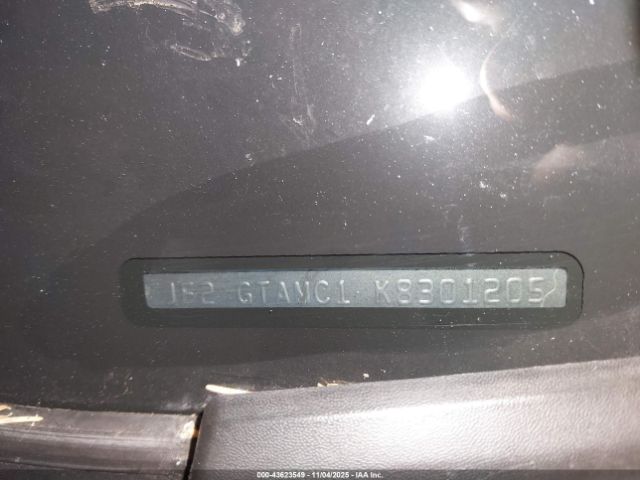 JF2 GTAMC1 K8301205
000-43623549 - 11/04/2025 - IAA Inc.